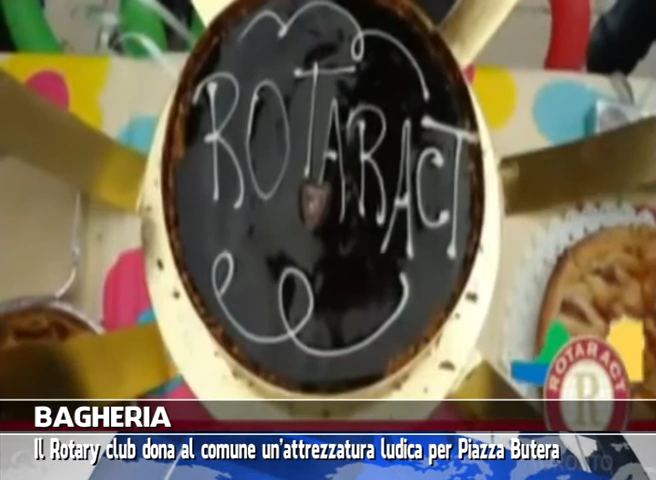 ROTARACT
ROTARACT
R
BAGHERIA
Il Rotary club dona al comune un'attrezzatura ludica per Piazza Butera